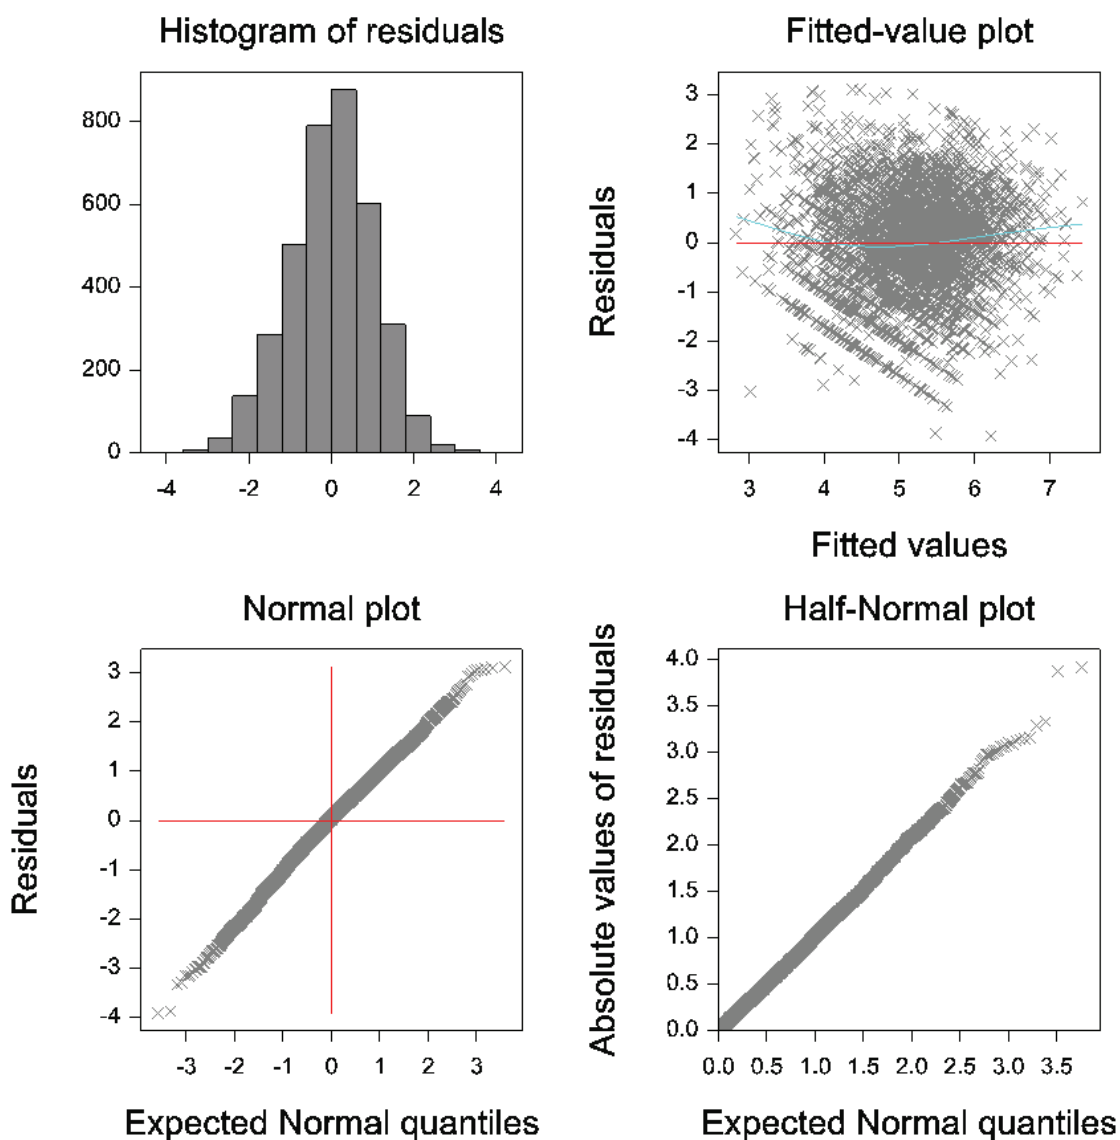 Histogram of residuals
800
600
400
200
0
-4 -2 0 2 4
Fitted-value plot
Residuals
3
2
1
0
-1
-2
-3
-4
3 4 5 6 7
Fitted values
Normal plot
Residuals
3
2
1
0
-1
-2
-3
-4
-3 -2 -1 0 1 2 3
Expected Normal quantiles
Half-Normal plot
Absolute values of residuals
4.0
3.5
3.0
2.5
2.0
1.5
1.0
0.5
0.0
0.0 0.5 1.0 1.5 2.0 2.5 3.0 3.5
Expected Normal quantiles